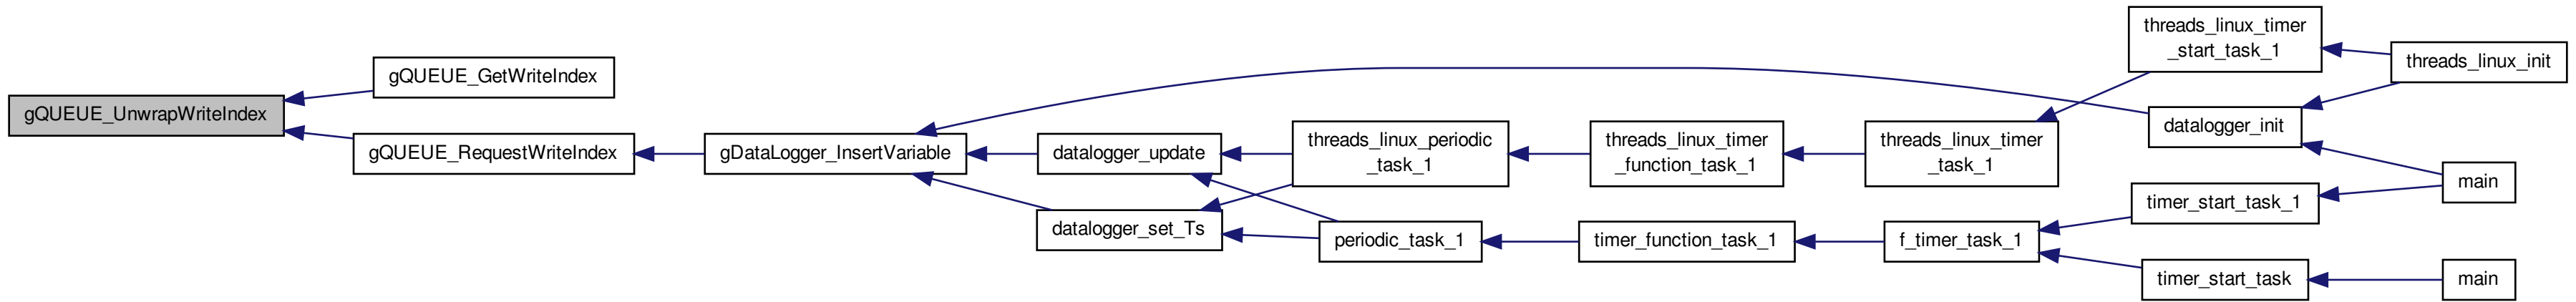 gQUEUE_UnwrapWriteIndex
gQUEUE_GetWriteIndex
gQUEUE_RequestWriteIndex
gDataLogger_InsertVariable
datalogger_update
datalogger_set_Ts
threads_linux_periodic
_task_1
periodic_task_1
threads_linux_timer
_function_task_1
timer_function_task_1
threads_linux_timer
_task_1
f_timer_task_1
threads_linux_timer
_start_task_1
datalogger_init
timer_start_task_1
timer_start_task
threads_linux_init
main
main